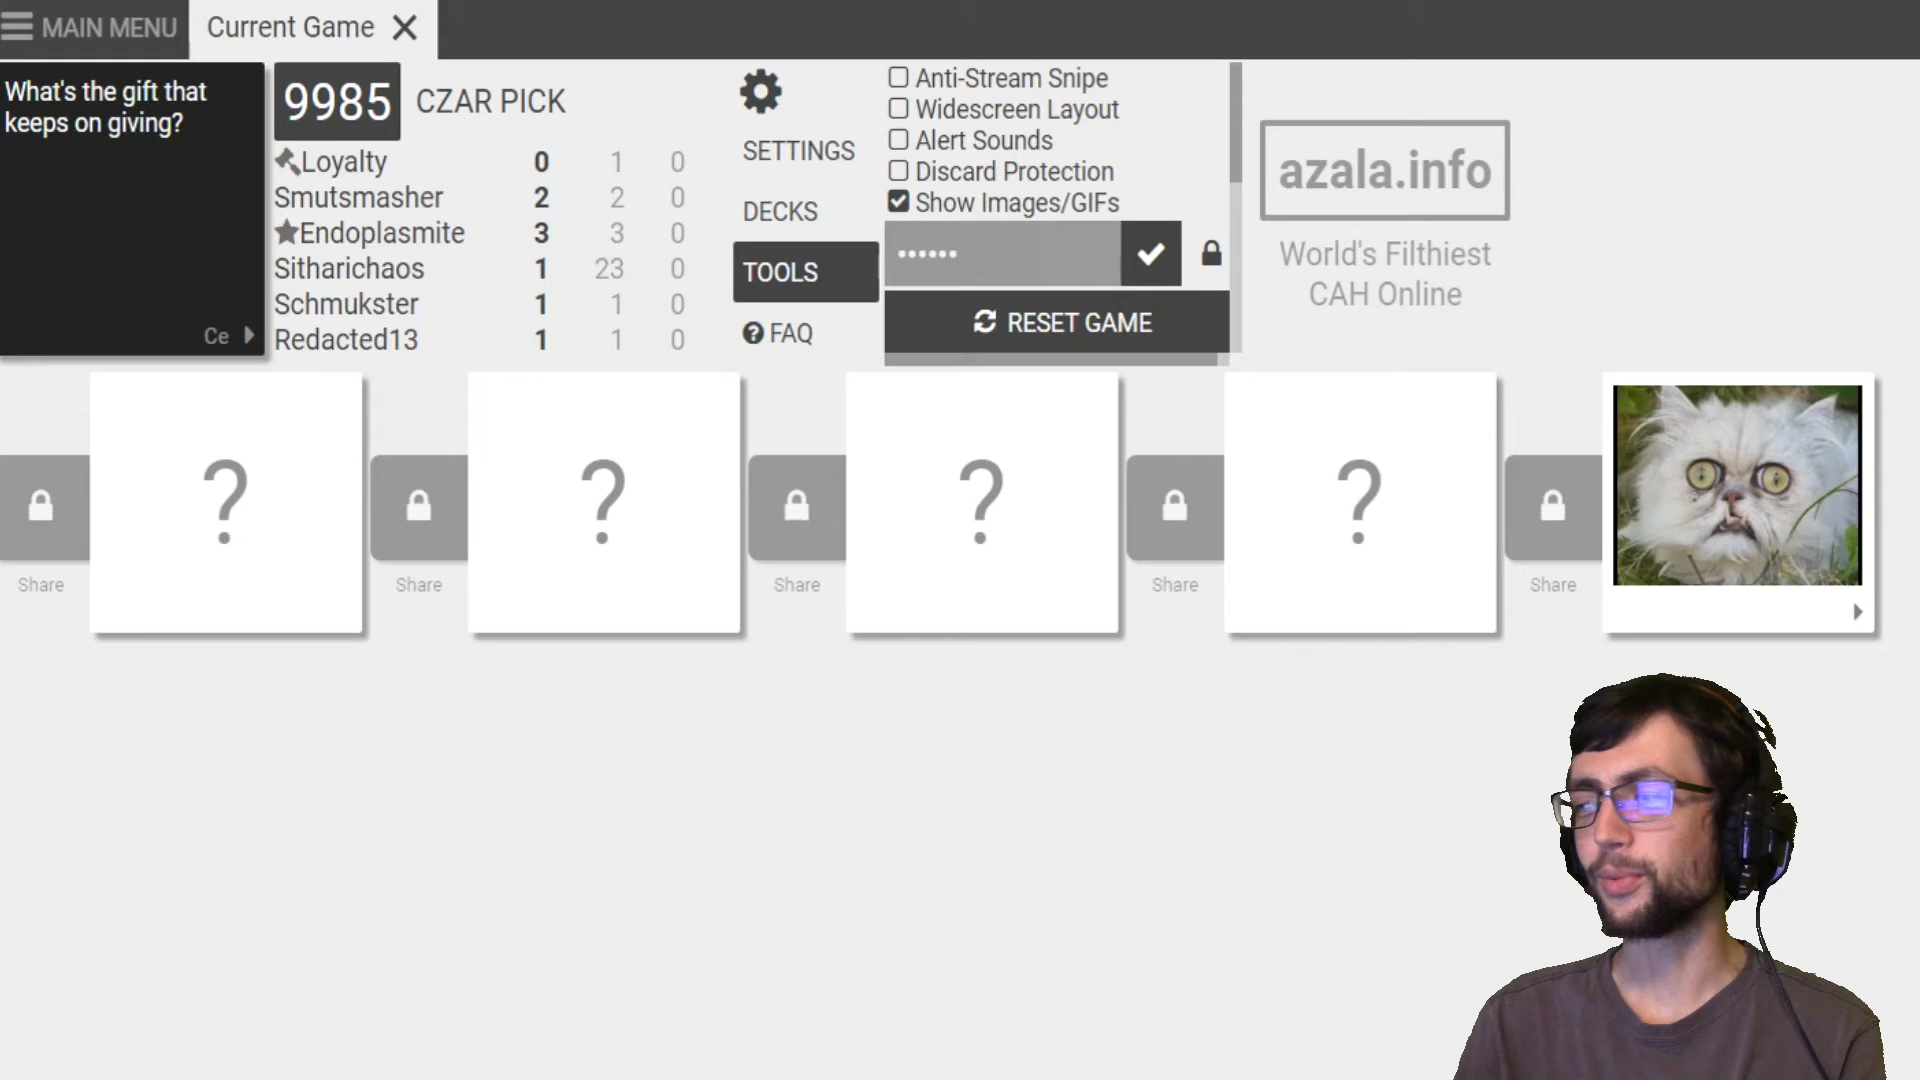 MAIN MENU
Current Game
What's the gift that
keeps on giving?
Ce
9985 CZAR PICK
Loyalty 0 1 0
Smutsmasher 2 2 0
Endoplasmite 3 3 0
Sitharichaos 1 23 0
Schmukster 1 1 0
Redacted13 1 1 0
SETTINGS
DECKS
TOOLS
? FAQ
Anti-Stream Snipe
Widescreen Layout
Alert Sounds
Discard Protection
Show Images/GIFs
••••••
RESET GAME
azala.info
World's Filthiest
CAH Online
? ? ? ?
Share Share Share Share Share